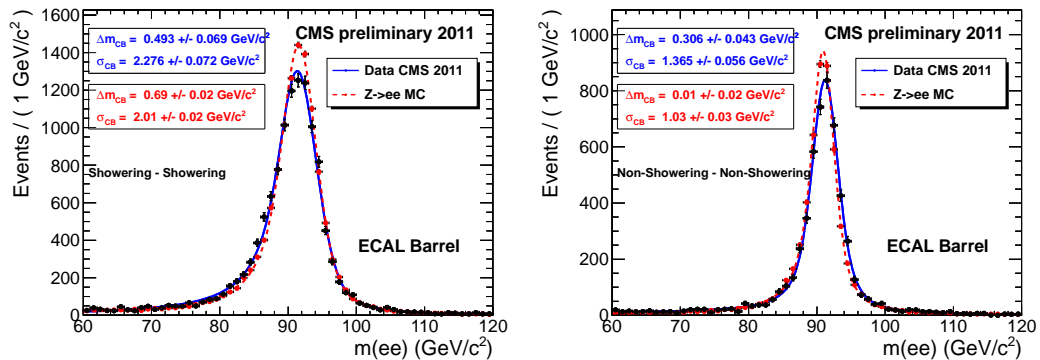 Events / ( 1 GeV/c²)
1400
1200
1000
800
600
400
200
0
60 70 80 90 100 110 120
m(ee) (GeV/c²)
Δm_CB = 0.493 +/- 0.069 GeV/c²
σ_CB = 2.276 +/- 0.072 GeV/c²
Δm_CB = 0.69 +/- 0.02 GeV/c²
σ_CB = 2.01 +/- 0.02 GeV/c²
CMS preliminary 2011
Data CMS 2011
Z->ee MC
Showering - Showering
ECAL Barrel
Events / ( 1 GeV/c²)
1000
800
600
400
200
0
60 70 80 90 100 110 120
m(ee) (GeV/c²)
Δm_CB = 0.306 +/- 0.043 GeV/c²
σ_CB = 1.365 +/- 0.056 GeV/c²
Δm_CB = 0.01 +/- 0.02 GeV/c²
σ_CB = 1.03 +/- 0.03 GeV/c²
CMS preliminary 2011
Data CMS 2011
Z->ee MC
Non-Showering - Non-Showering
ECAL Barrel